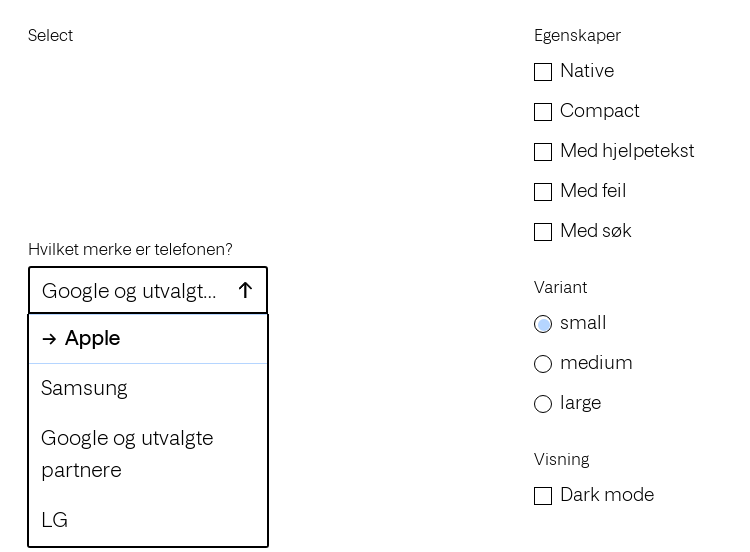 Select
Hvilket merke er telefonen?
Google og utvalgt...
Apple
Samsung
Google og utvalgte
partnere
LG
Egenskaper
Native
Compact
Med hjelpetekst
Med feil
Med søk
Variant
small
medium
large
Visning
Dark mode